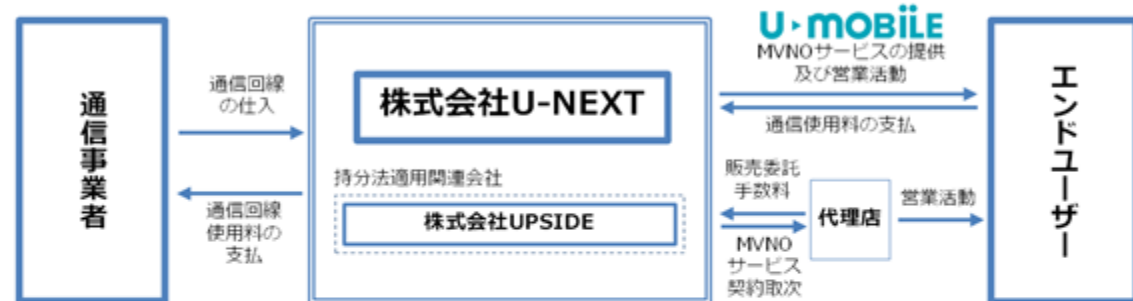 通信事業者
通信回線
の仕入
通信回線
使用料の
支払
株式会社U-NEXT
持分法適用関連会社
株式会社UPSIDE
U-MOBILE
MVNOサービスの提供
及び営業活動
通信使用料の支払
販売委託
手数料
MVNO
サービス
契約取次
代理店
営業活動
エンドユーザー